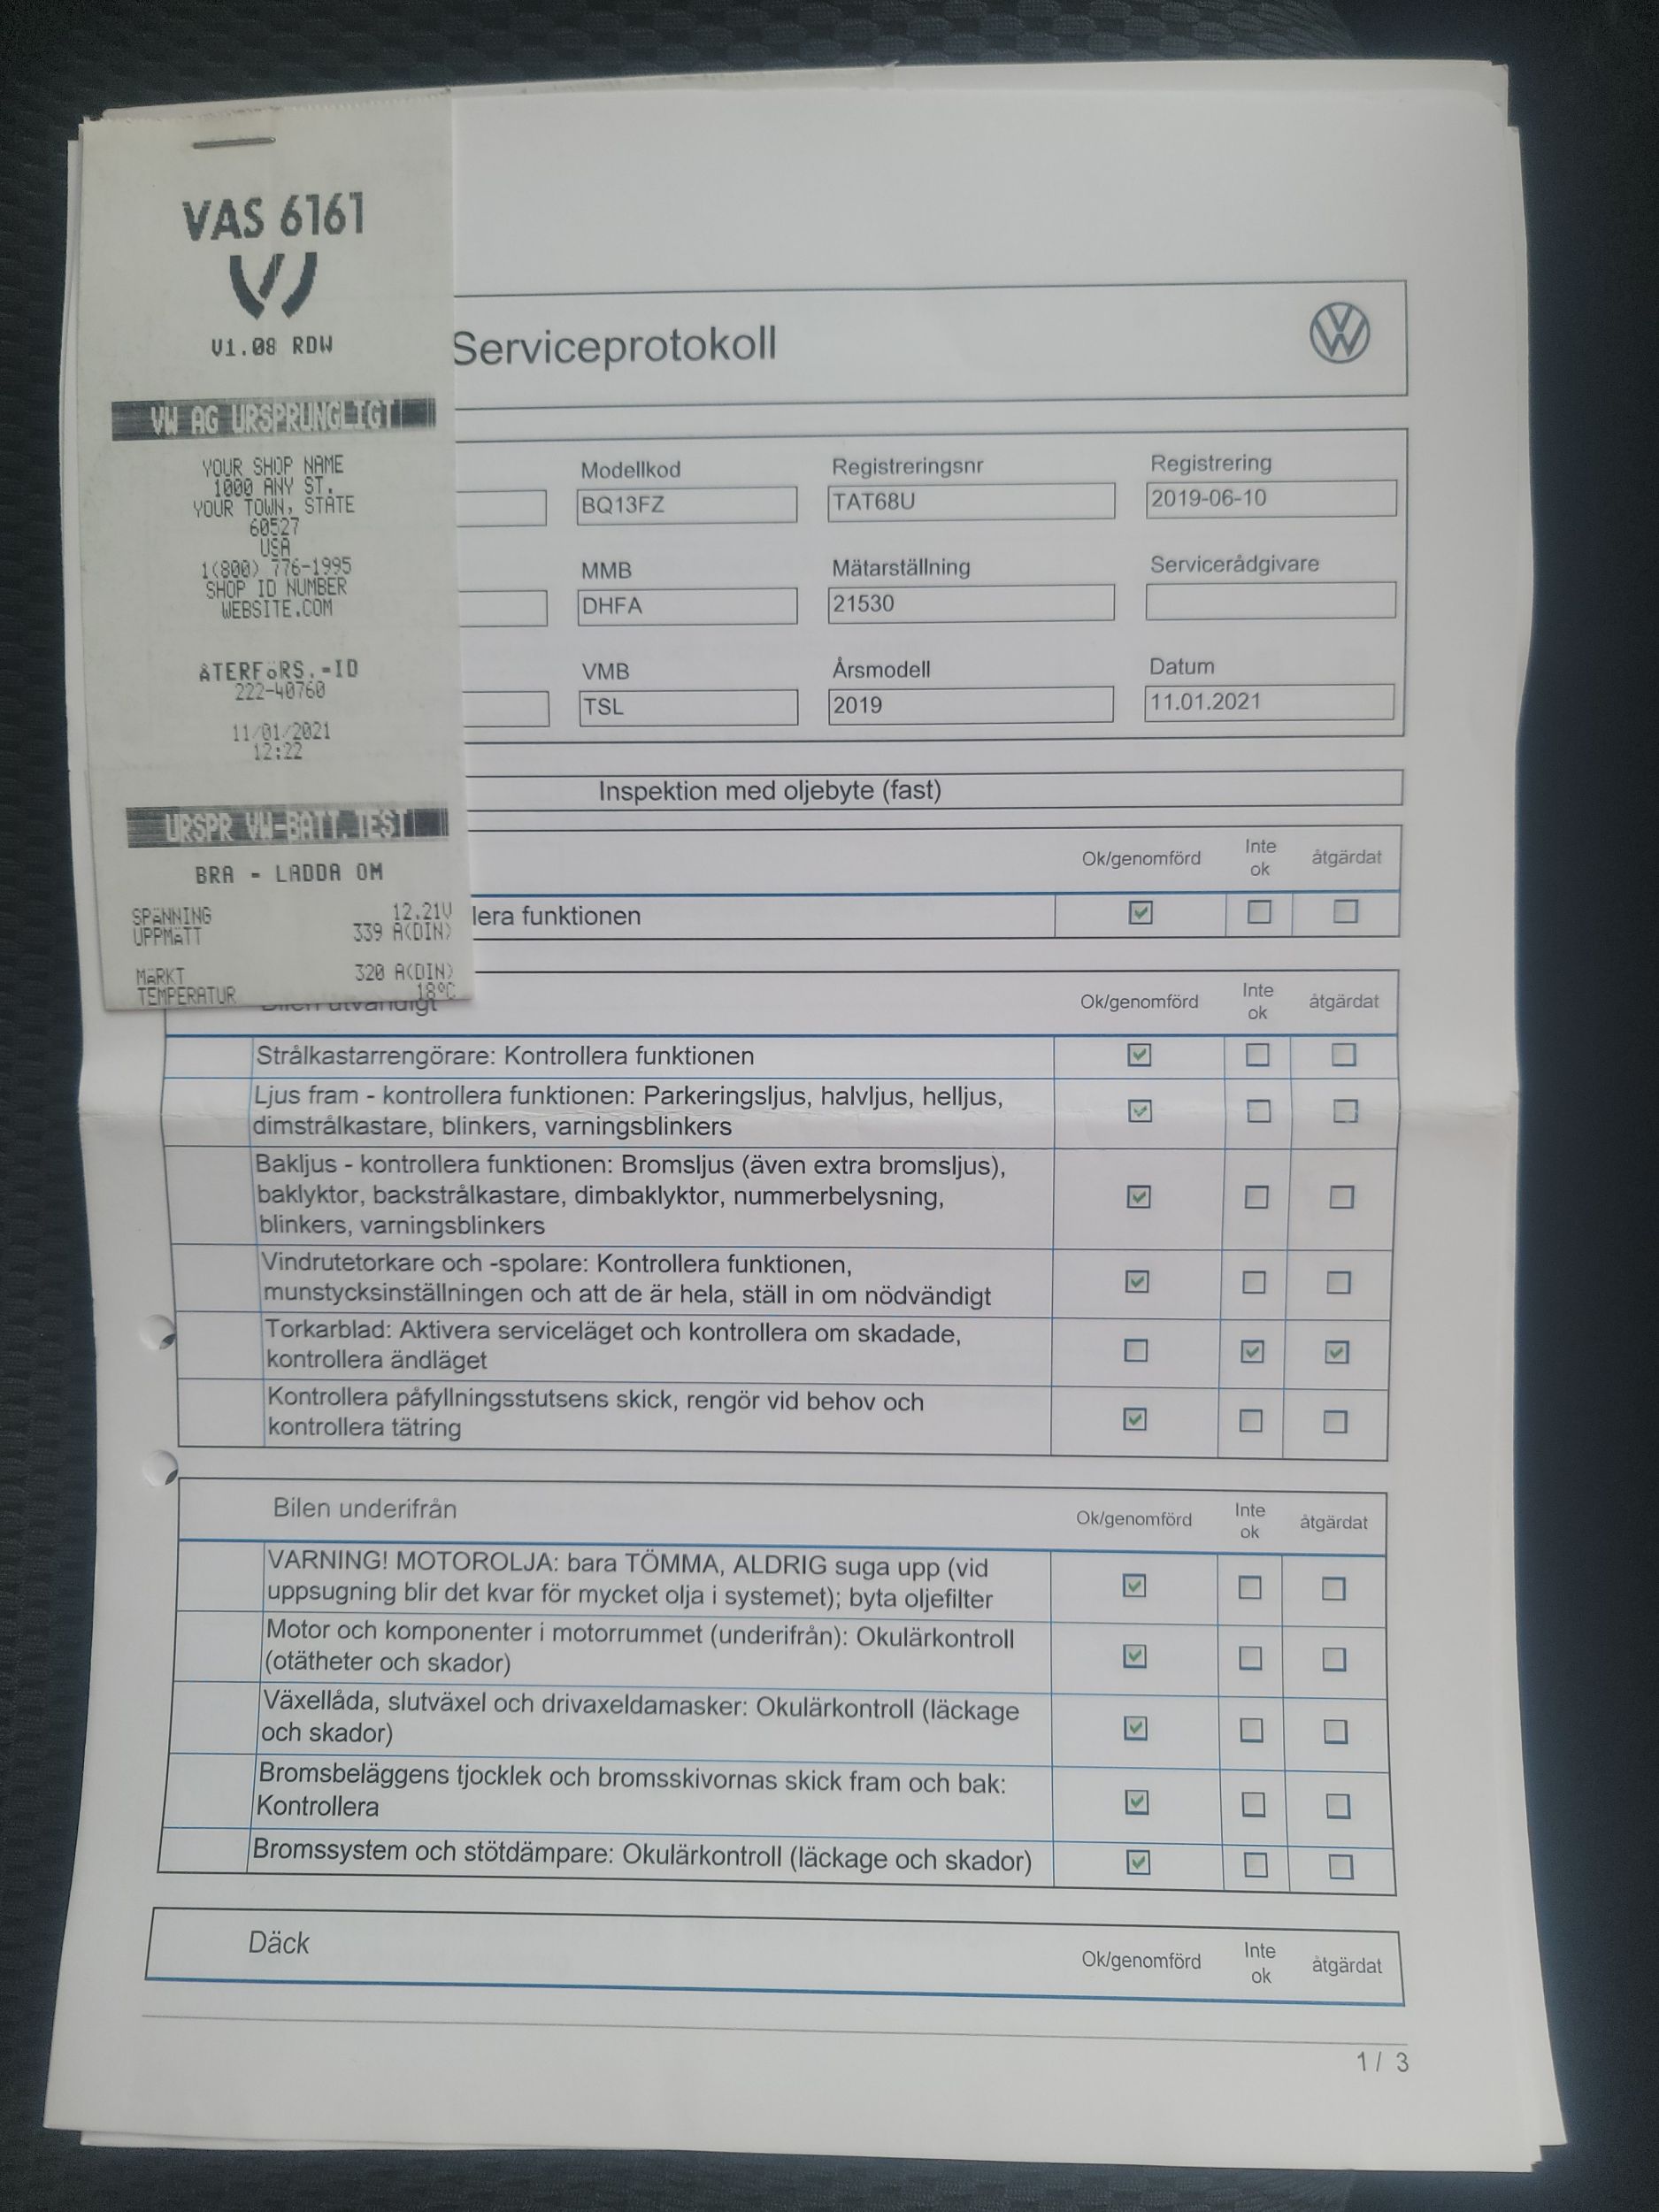 VAS 6161
V1.08 RDW
VW AG URSPRUNGLIGT
YOUR SHOP NAME
1000 ANY ST.
YOUR TOWN, STATE
60527
USA
1(800) 776-1995
SHOP ID NUMBER
WEBSITE.COM
ÅTERFöRS.-ID
222-40760
11/01/2021
12:22
URSPR VW-BATT.TEST
BRA - LADDA OM
SPäNNING 12.21V
UPPMäTT 339 A(DIN)
MäRKT 320 A(DIN)
TEMPERATUR 18°C
Serviceprotokoll
Modellkod Registreringsnr Registrering
BQ13FZ TAT68U 2019-06-10
MMB Mätarställning Servicerådgivare
DHFA 21530
VMB Årsmodell Datum
TSL 2019 11.01.2021
Inspektion med oljebyte (fast)
Ok/genomförd Inte ok åtgärdat
lera funktionen
Bilen utvändigt Ok/genomförd Inte ok åtgärdat
Strålkastarrengörare: Kontrollera funktionen
Ljus fram - kontrollera funktionen: Parkeringsljus, halvljus, helljus,
dimstrålkastare, blinkers, varningsblinkers
Bakljus - kontrollera funktionen: Bromsljus (även extra bromsljus),
baklyktor, backstrålkastare, dimbaklyktor, nummerbelysning,
blinkers, varningsblinkers
Vindrutetorkare och -spolare: Kontrollera funktionen,
munstycksinställningen och att de är hela, ställ in om nödvändigt
Torkarblad: Aktivera serviceläget och kontrollera om skadade,
kontrollera ändläget
Kontrollera påfyllningsstutsens skick, rengör vid behov och
kontrollera tätring
Bilen underifrån Ok/genomförd Inte ok åtgärdat
VARNING! MOTOROLJA: bara TÖMMA, ALDRIG suga upp (vid
uppsugning blir det kvar för mycket olja i systemet); byta oljefilter
Motor och komponenter i motorrummet (underifrån): Okulärkontroll
(otätheter och skador)
Växellåda, slutväxel och drivaxeldamasker: Okulärkontroll (läckage
och skador)
Bromsbeläggens tjocklek och bromsskivornas skick fram och bak:
Kontrollera
Bromssystem och stötdämpare: Okulärkontroll (läckage och skador)
Däck Ok/genomförd Inte ok åtgärdat
1 / 3